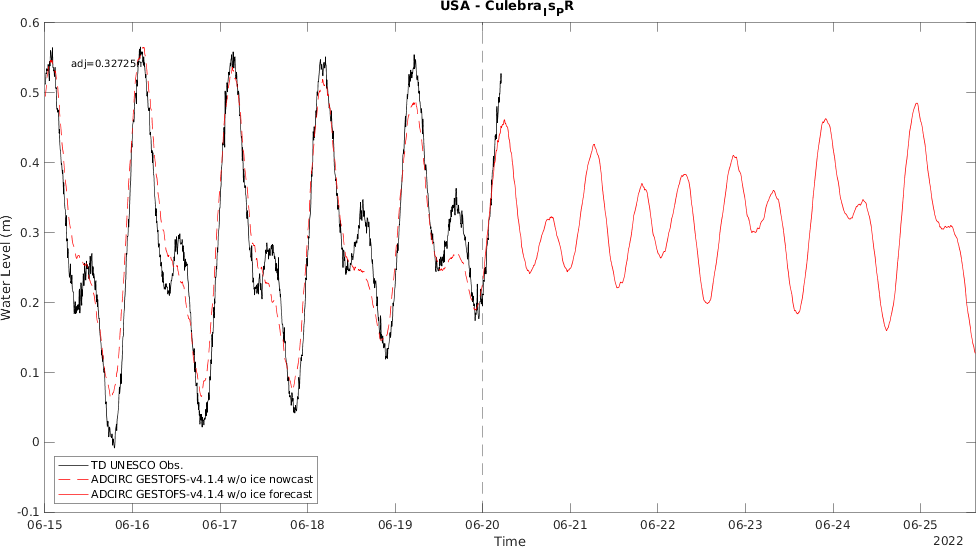 USA - Culebra_Is_pR
0.6
adj=0.32725m
0.5
0.4
0.3
0.2
0.1
0
-0.1
Water Level (m)
TD UNESCO Obs.
ADCIRC GESTOFS-v4.1.4 w/o ice nowcast
ADCIRC GESTOFS-v4.1.4 w/o ice forecast
06-15 06-16 06-17 06-18 06-19 06-20 06-21 06-22 06-23 06-24 06-25
Time
2022